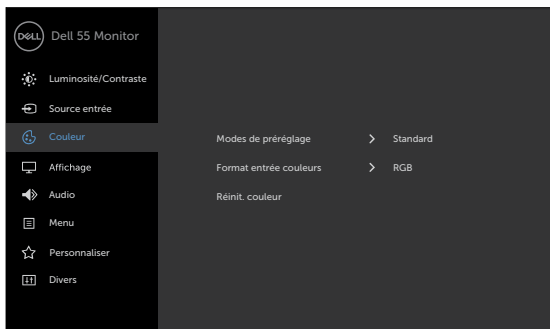 DELL Dell 55 Monitor
Luminosité/Contraste
Source entrée
Couleur
Modes de préréglage > Standard
Affichage
Format entrée couleurs > RGB
Audio
Réinit. couleur
Menu
Personnaliser
Divers